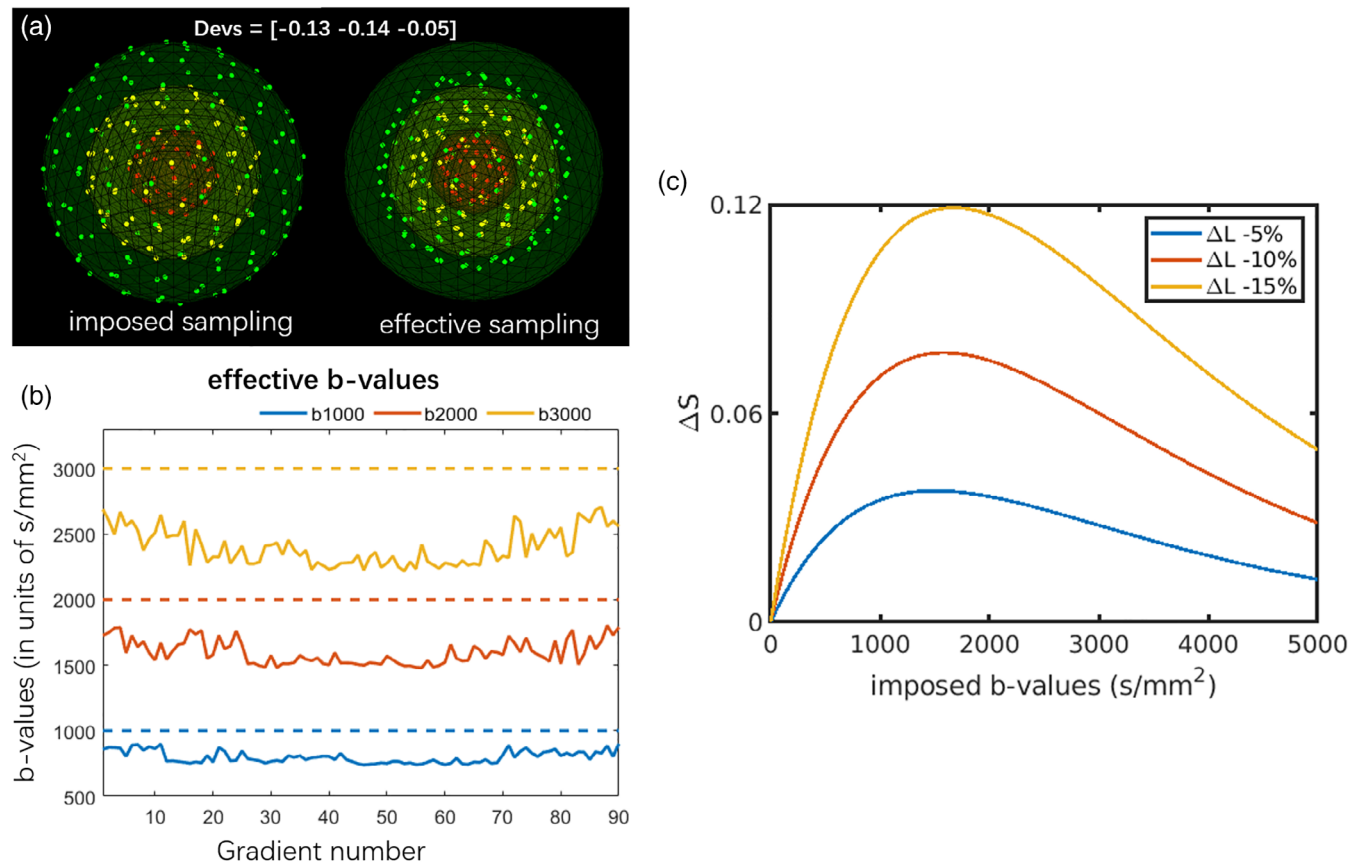 (a)
Devs = [-0.13 -0.14 -0.05]
imposed sampling
effective sampling
(b)
effective b-values
b1000 b2000 b3000
b-values (in units of s/mm²)
3000
2500
2000
1500
1000
500
10 20 30 40 50 60 70 80 90
Gradient number
(c)
ΔL -5%
ΔL -10%
ΔL -15%
ΔS
0.12
0.06
0
0 1000 2000 3000 4000 5000
imposed b-values (s/mm²)